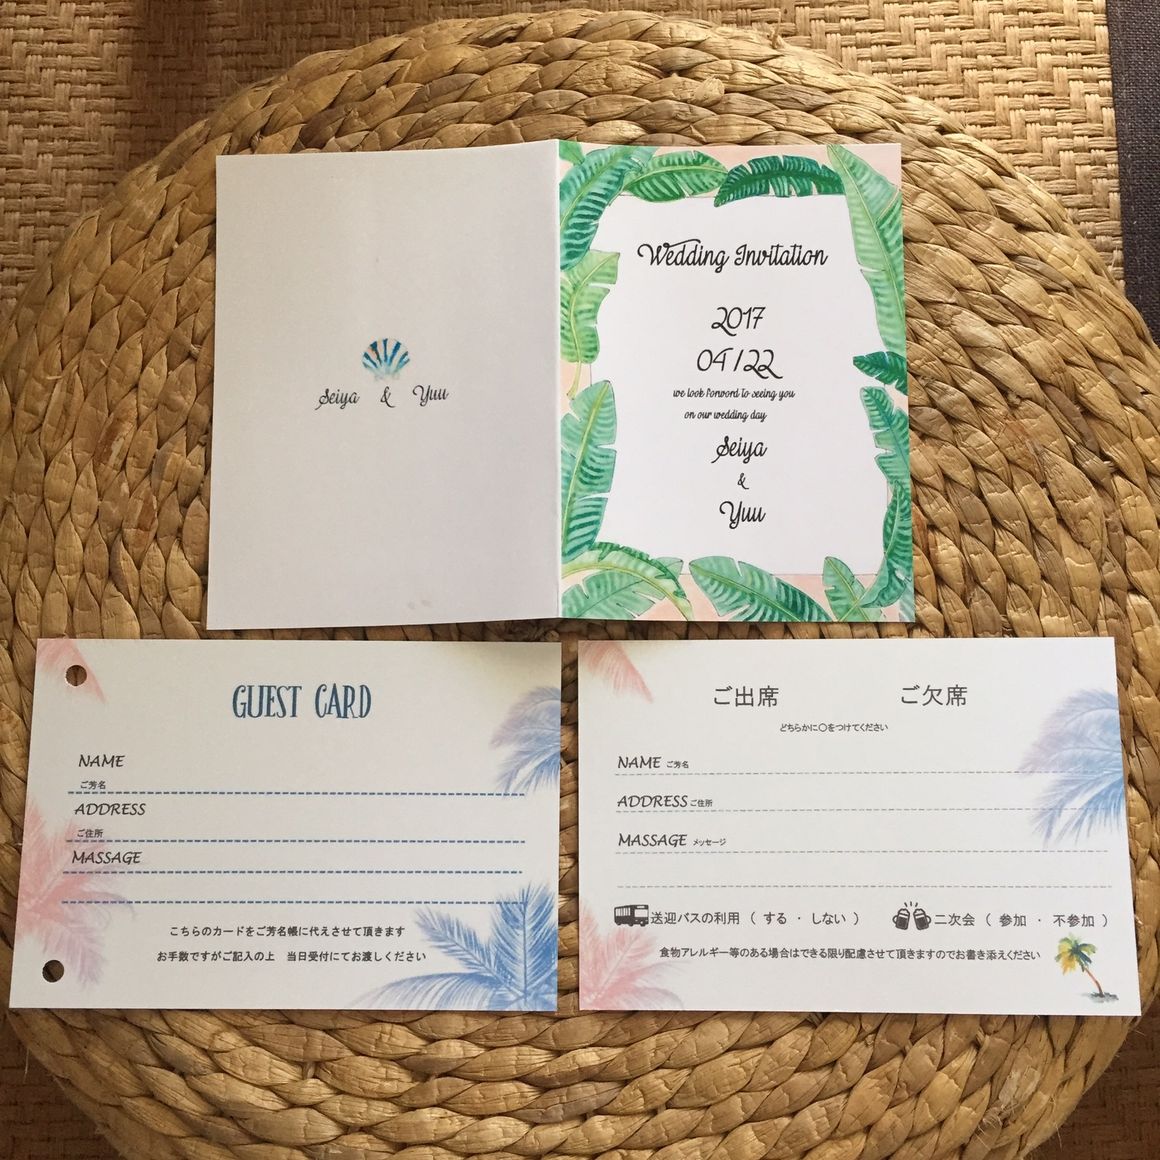 Seiya & Yuu
Wedding Invitation
2017
04/22
we look forword to seeing you
on our wedding day
Seiya
&
Yuu
GUEST CARD
NAME
ご芳名
ADDRESS
ご住所
MASSAGE
こちらのカードをご芳名帳に代えさせて頂きます
お手数ですがご記入の上 当日受付にてお渡しください
ご出席 ご欠席
どちらかに〇をつけてください
NAME ご芳名
ADDRESS ご住所
MASSAGE メッセージ
送迎バスの利用 ( する ・ しない ) 二次会 ( 参加 ・ 不参加 )
食物アレルギー等のある場合はできる限り配慮させて頂きますのでお書き添えください